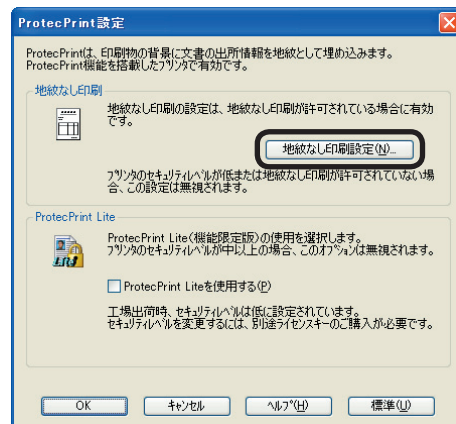 ProtecPrint設定
ProtecPrintは、印刷物の背景に文書の出所情報を地紋として埋め込みます。
ProtecPrint機能を搭載したプリンタで有効です。
地紋なし印刷
地紋なし印刷の設定は、地紋なし印刷が許可されている場合に有効
です。
地紋なし印刷設定(N)...
プリンタのセキュリティレベルが低または地紋なし印刷が許可されていない場
合、この設定は無視されます。
ProtecPrint Lite
ProtecPrint Lite(機能限定版)の使用を選択します。
プリンタのセキュリティレベルが中以上の場合、このオプションは無視されます。
LITE
ProtecPrint Liteを使用する(P)
工場出荷時、セキュリティレベルは低に設定されています。
セキュリティレベルを変更するには、別途ライセンスキーのご購入が必要です。
OK
キャンセル
ヘルプ(H)
標準(U)